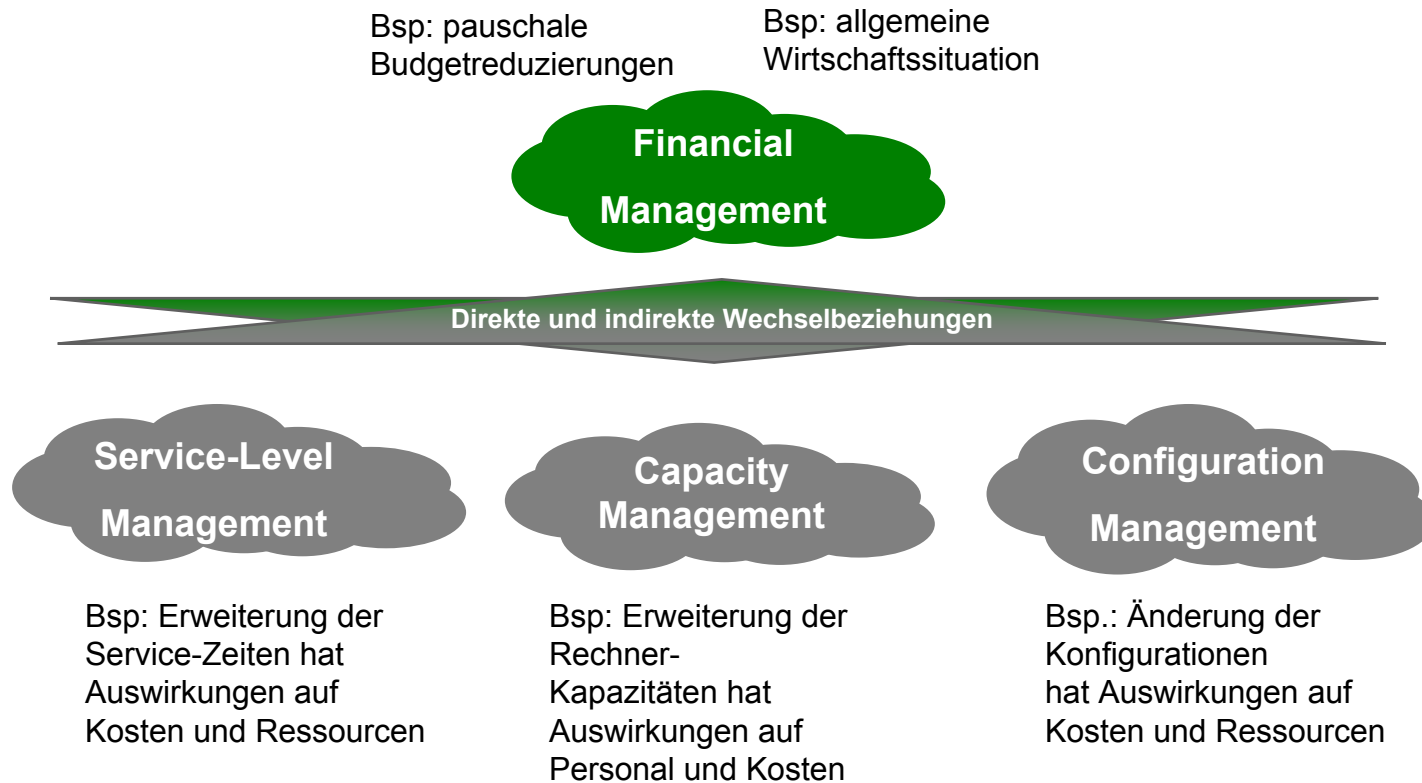 Bsp: pauschale
Budgetreduzierungen
Bsp: allgemeine
Wirtschaftssituation
Financial
Management
Direkte und indirekte Wechselbeziehungen
Service-Level
Management
Capacity
Management
Configuration
Management
Bsp: Erweiterung der
Service-Zeiten hat
Auswirkungen auf
Kosten und Ressourcen
Bsp: Erweiterung der
Rechner-
Kapazitäten hat
Auswirkungen auf
Personal und Kosten
Bsp.: Änderung der
Konfigurationen
hat Auswirkungen auf
Kosten und Ressourcen